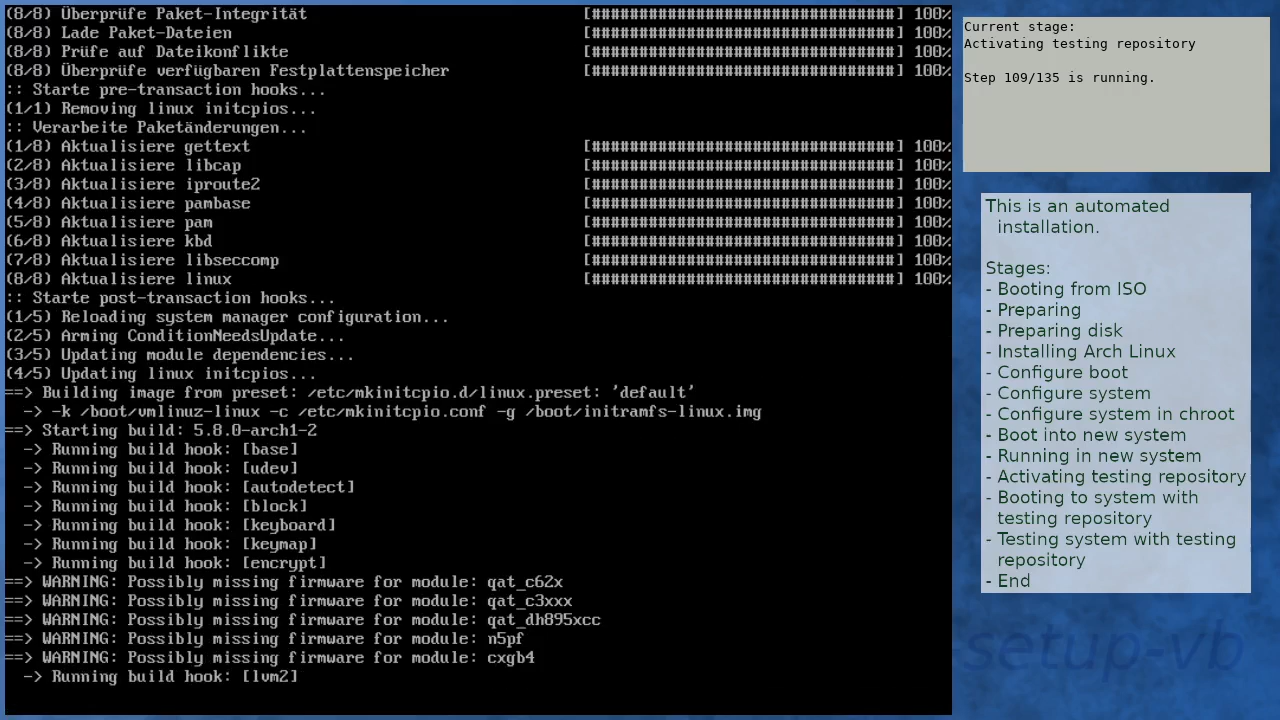 (8/8) Überprüfe Paket-Integrität [################################] 100%
(8/8) Lade Paket-Dateien [################################] 100%
(8/8) Prüfe auf Dateikonflikte [################################] 100%
(8/8) Überprüfe verfügbaren Festplattenspeicher [################################] 100%
:: Starte pre-transaction hooks...
(1/1) Removing linux initcpios...
:: Verarbeite Paketänderungen...
(1/8) Aktualisiere gettext [################################] 100%
(2/8) Aktualisiere libcap [################################] 100%
(3/8) Aktualisiere iproute2 [################################] 100%
(4/8) Aktualisiere pambase [################################] 100%
(5/8) Aktualisiere pam [################################] 100%
(6/8) Aktualisiere kbd [################################] 100%
(7/8) Aktualisiere libseccomp [################################] 100%
(8/8) Aktualisiere linux [################################] 100%
:: Starte post-transaction hooks...
(1/5) Reloading system manager configuration...
(2/5) Arming ConditionNeedsUpdate...
(3/5) Updating module dependencies...
(4/5) Updating linux initcpios...
==> Building image from preset: /etc/mkinitcpio.d/linux.preset: 'default'
-> -k /boot/vmlinuz-linux -c /etc/mkinitcpio.conf -g /boot/initramfs-linux.img
==> Starting build: 5.8.0-arch1-2
-> Running build hook: [base]
-> Running build hook: [udev]
-> Running build hook: [autodetect]
-> Running build hook: [block]
-> Running build hook: [keyboard]
-> Running build hook: [keymap]
-> Running build hook: [encrypt]
==> WARNING: Possibly missing firmware for module: qat_c62x
==> WARNING: Possibly missing firmware for module: qat_c3xxx
==> WARNING: Possibly missing firmware for module: qat_dh895xcc
==> WARNING: Possibly missing firmware for module: n5pf
==> WARNING: Possibly missing firmware for module: cxgb4
-> Running build hook: [lvm2]
Current stage:
Activating testing repository
Step 109/135 is running.
This is an automated
installation.
Stages:
- Booting from ISO
- Preparing
- Preparing disk
- Installing Arch Linux
- Configure boot
- Configure system
- Configure system in chroot
- Boot into new system
- Running in new system
- Activating testing repository
- Booting to system with
testing repository
- Testing system with testing
repository
- End
setup-vb